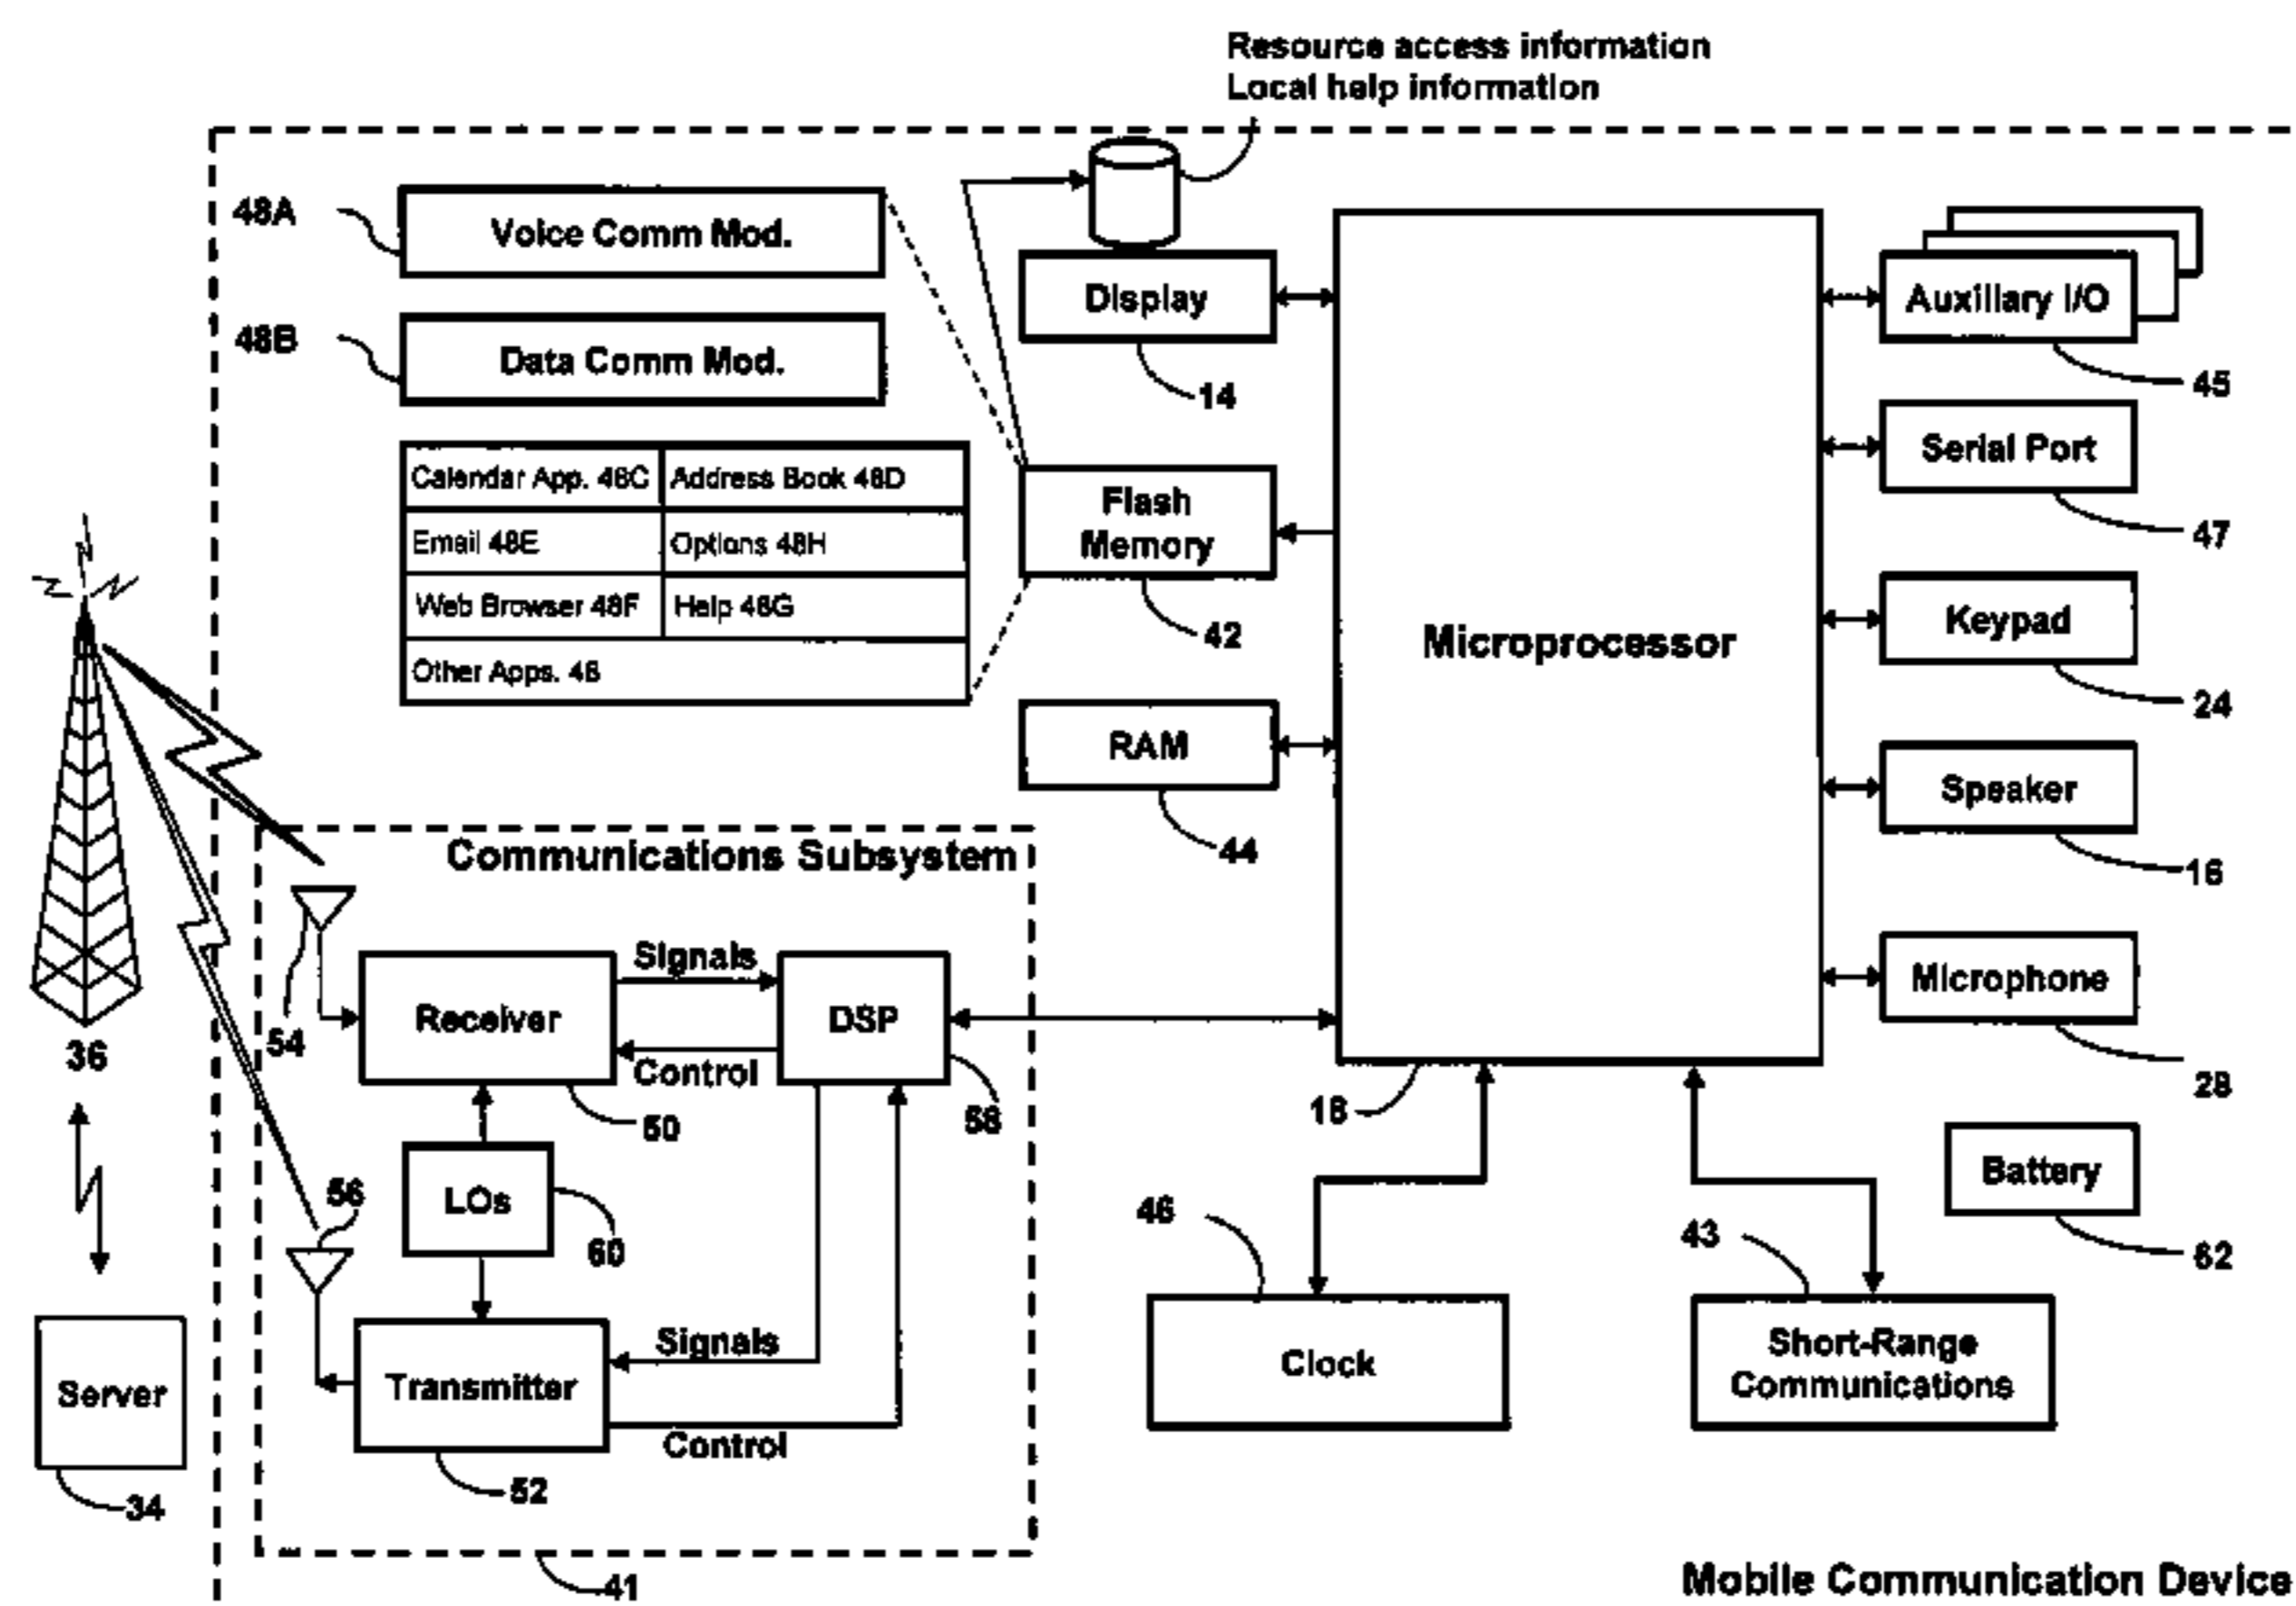 Resource access information
Local help information
48A
Voice Comm Mod.
48B
Data Comm Mod.
Display
14
Auxiliary I/O
45
Serial Port
47
Calendar App. 48C
Address Book 48D
Email 48E
Options 48H
Web Browser 48F
Help 48G
Other Apps. 48
Flash
Memory
42
Microprocessor
Keypad
24
RAM
44
Speaker
16
Communications Subsystem
Microphone
28
36
54
Receiver
Signals
DSP
Control
50
58
18
Battery
62
LOs
60
56
46
43
Server
34
Transmitter
Signals
Control
52
Clock
Short-Range
Communications
41
Mobile Communication Device